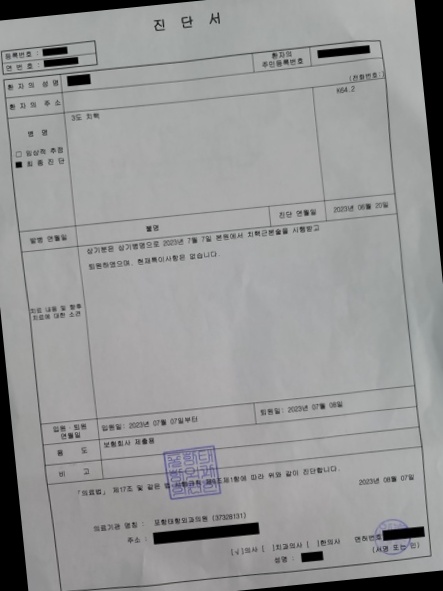 진 단 서
등록번호 :
연 번 호 :
환 자 의 성 명
환자의
주민등록번호
환 자 의 주 소
(전화번호:)
병 명
□ 임상적 추정
■ 최 종 진 단
3도 치핵
K64.2
발병 연월일
불명
진단 연월일
2023년 06월 20일
치료 내용 및 향후
치료에 대한 소견
상기분은 상기병명으로 2023년 7월 7일 본원에서 치핵근본술을 시행받고
퇴원하였으며, 현재특이사항은 없습니다.
입원 · 퇴원
연월일
입원일: 2023년 07월 07일부터
퇴원일: 2023년 07월 08일
용 도
보험회사 제출용
비 고
「의료법」 제17조 및 같은 법 시행규칙 제9조제1항에 따라 위와 같이 진단합니다.
2023년 08월 07일
의료기관 명칭 : 포항태항외과의원 (37328131)
주소 :
[√]의사 [ ]치과의사 [ ]한의사 면허번호
성명 :
(서명 또는 인)